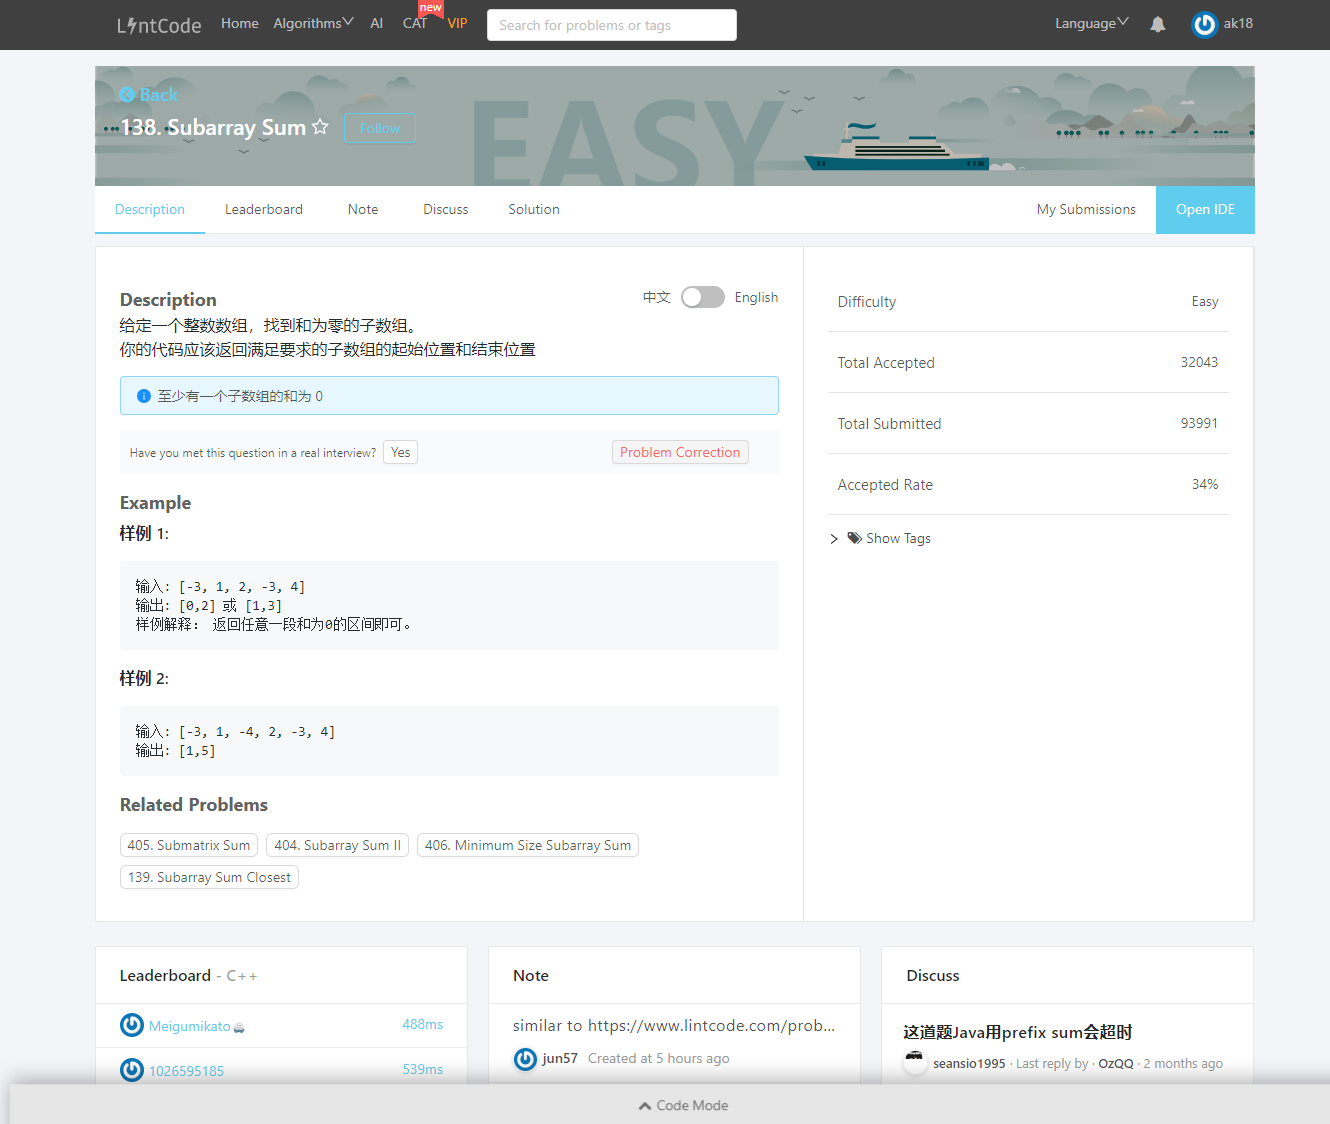 LintCode Home Algorithms AI CAT new VIP Search for problems or tags Language ak18
Back
138. Subarray Sum Follow
EASY
Description Leaderboard Note Discuss Solution My Submissions Open IDE
Description 中文 English
给定一个整数数组，找到和为零的子数组。
你的代码应该返回满足要求的子数组的起始位置和结束位置
至少有一个子数组的和为 0
Have you met this question in a real interview? Yes Problem Correction
Example
样例 1:
输入: [-3, 1, 2, -3, 4]
输出: [0,2] 或 [1,3]
样例解释： 返回任意一段和为0的区间即可。
样例 2:
输入: [-3, 1, -4, 2, -3, 4]
输出: [1,5]
Related Problems
405. Submatrix Sum 404. Subarray Sum II 406. Minimum Size Subarray Sum
139. Subarray Sum Closest
Difficulty Easy
Total Accepted 32043
Total Submitted 93991
Accepted Rate 34%
Show Tags
Leaderboard - C++
Meigumikato 488ms
1026595185 539ms
Note
similar to https://www.lintcode.com/prob...
jun57 Created at 5 hours ago
Discuss
这道题Java用prefix sum会超时
seansio1995 · Last reply by · OzQQ · 2 months ago
Code Mode